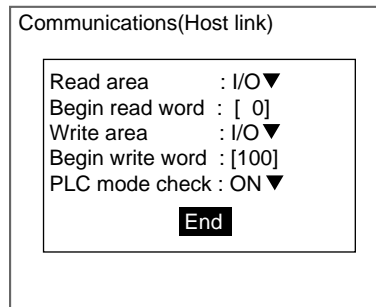 Communications(Host link)
Read area : I/O▼
Begin read word : [ 0]
Write area : I/O▼
Begin write word : [100]
PLC mode check : ON▼
End